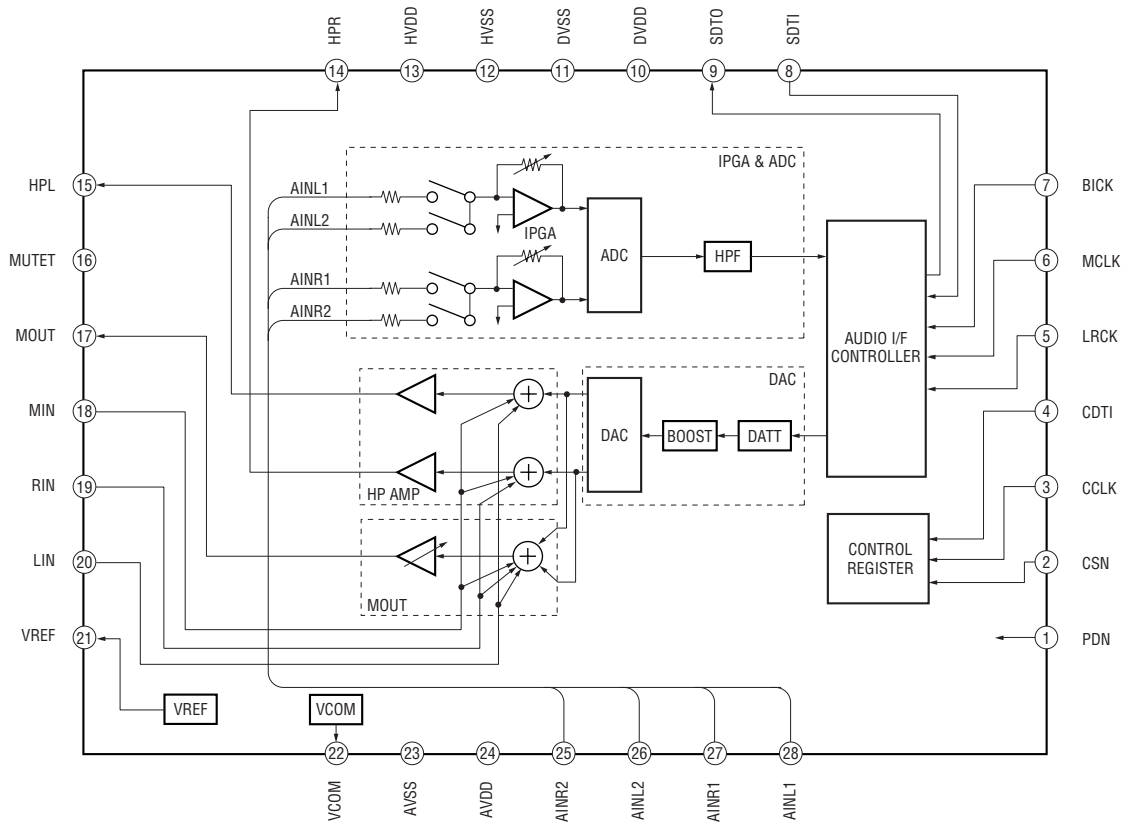 HPR
HVDD
HVSS
DVSS
DVDD
SDTO
SDTI
14
13
12
11
10
9
8
IPGA & ADC
HPL
15
AINL1
7
BICK
AINL2
IPGA
ADC
HPF
MUTET
16
6
MCLK
AINR1
AINR2
MOUT
17
AUDIO I/F
CONTROLLER
5
LRCK
DAC
MIN
18
4
CDTI
DAC
BOOST
DATT
RIN
19
HP AMP
3
CCLK
LIN
20
CONTROL
REGISTER
2
CSN
MOUT
VREF
21
1
PDN
VREF
VCOM
22
23
24
25
26
27
28
VCOM
AVSS
AVDD
AINR2
AINL2
AINR1
AINL1